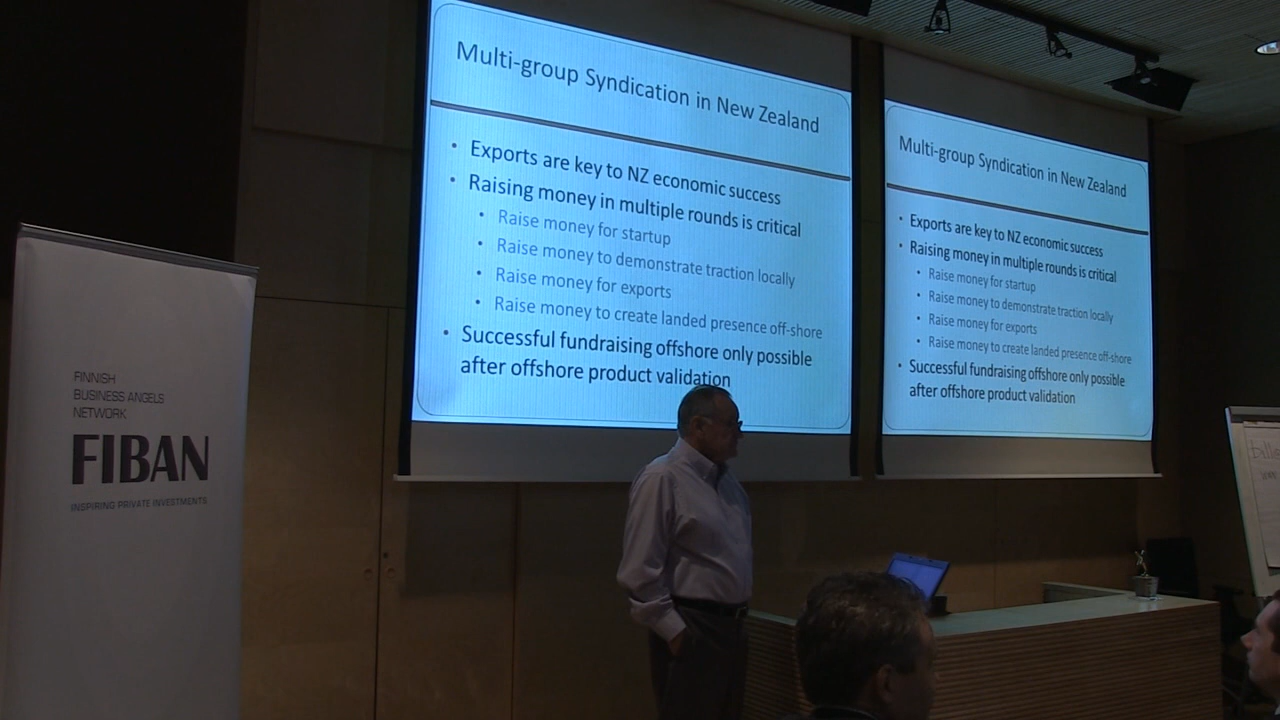 FINNISH
BUSINESS ANGELS
NETWORK
FIBAN
INSPIRING PRIVATE INVESTMENTS
Multi-group Syndication in New Zealand
• Exports are key to NZ economic success
• Raising money in multiple rounds is critical
• Raise money for startup
• Raise money to demonstrate traction locally
• Raise money for exports
• Raise money to create landed presence off-shore
• Successful fundraising offshore only possible
after offshore product validation
Multi-group Syndication in New Zealand
• Exports are key to NZ economic success
• Raising money in multiple rounds is critical
• Raise money for startup
• Raise money to demonstrate traction locally
• Raise money for exports
• Raise money to create landed presence off-shore
• Successful fundraising offshore only possible
after offshore product validation